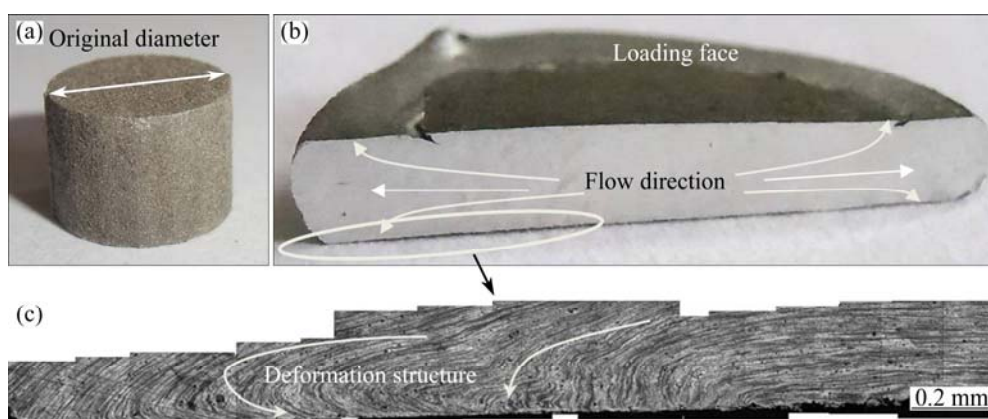 (a)
Original diameter
(b)
Loading face
Flow direction
(c)
Deformation structure
0.2 mm